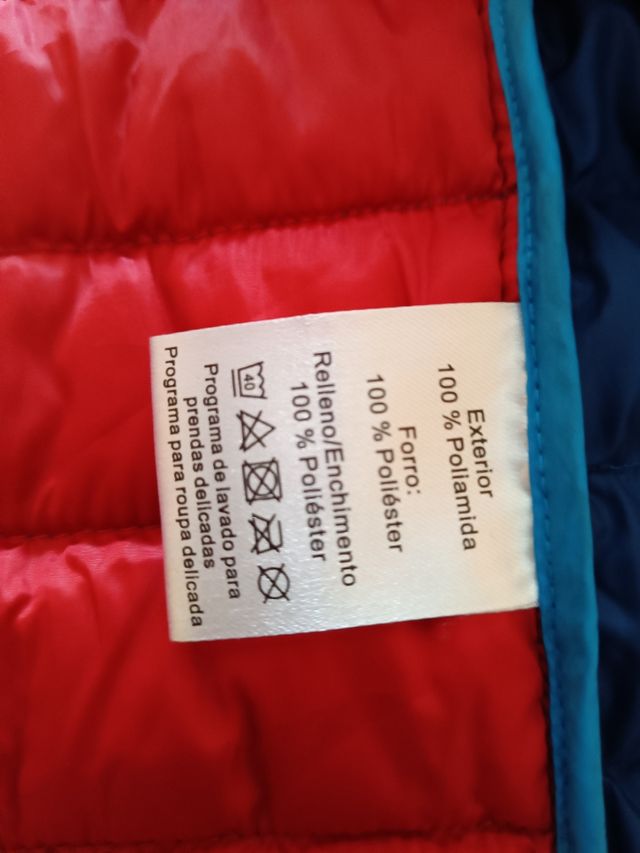 Exterior
100 % Poliamida
Forro:
100 % Poliéster
Relleno/Enchimento
100 % Poliéster
40
Programa de lavado para
prendas delicadas
Programa para roupa delicada